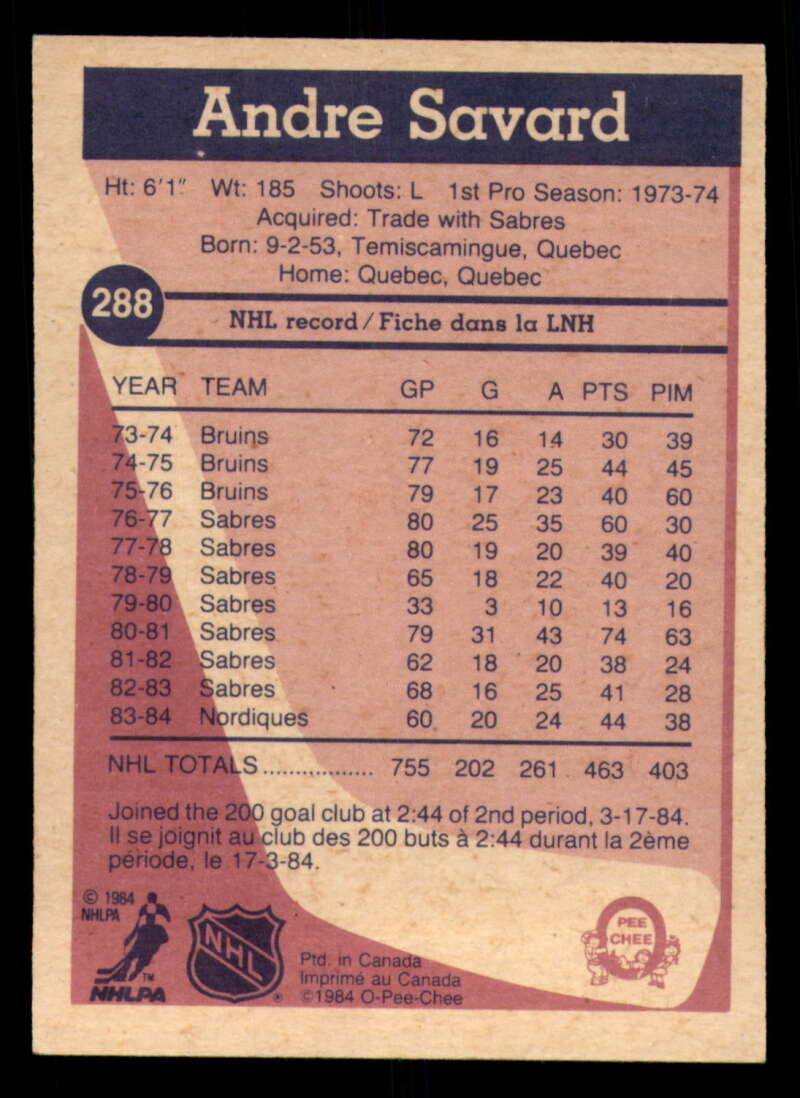 Andre Savard
Ht: 6'1" Wt: 185 Shoots: L 1st Pro Season: 1973-74
Acquired: Trade with Sabres
Born: 9-2-53, Temiscamingue, Quebec
Home: Quebec, Quebec
288
NHL record/Fiche dans la LNH
YEAR TEAM GP G A PTS PIM
73-74 Bruins 72 16 14 30 39
74-75 Bruins 77 19 25 44 45
75-76 Bruins 79 17 23 40 60
76-77 Sabres 80 25 35 60 30
77-78 Sabres 80 19 20 39 40
78-79 Sabres 65 18 22 40 20
79-80 Sabres 33 3 10 13 16
80-81 Sabres 79 31 43 74 63
81-82 Sabres 62 18 20 38 24
82-83 Sabres 68 16 25 41 28
83-84 Nordiques 60 20 24 44 38
NHL TOTALS................. 755 202 261 463 403
Joined the 200 goal club at 2:44 of 2nd period, 3-17-84.
Il se joignit au club des 200 buts à 2:44 durant la 2ème
période, le 17-3-84.
© 1984
NHLPA
TM
NHLPA
NHL
®
Ptd. in Canada
Imprimé au Canada
©1984 O-Pee-Chee
PEE
CHEE